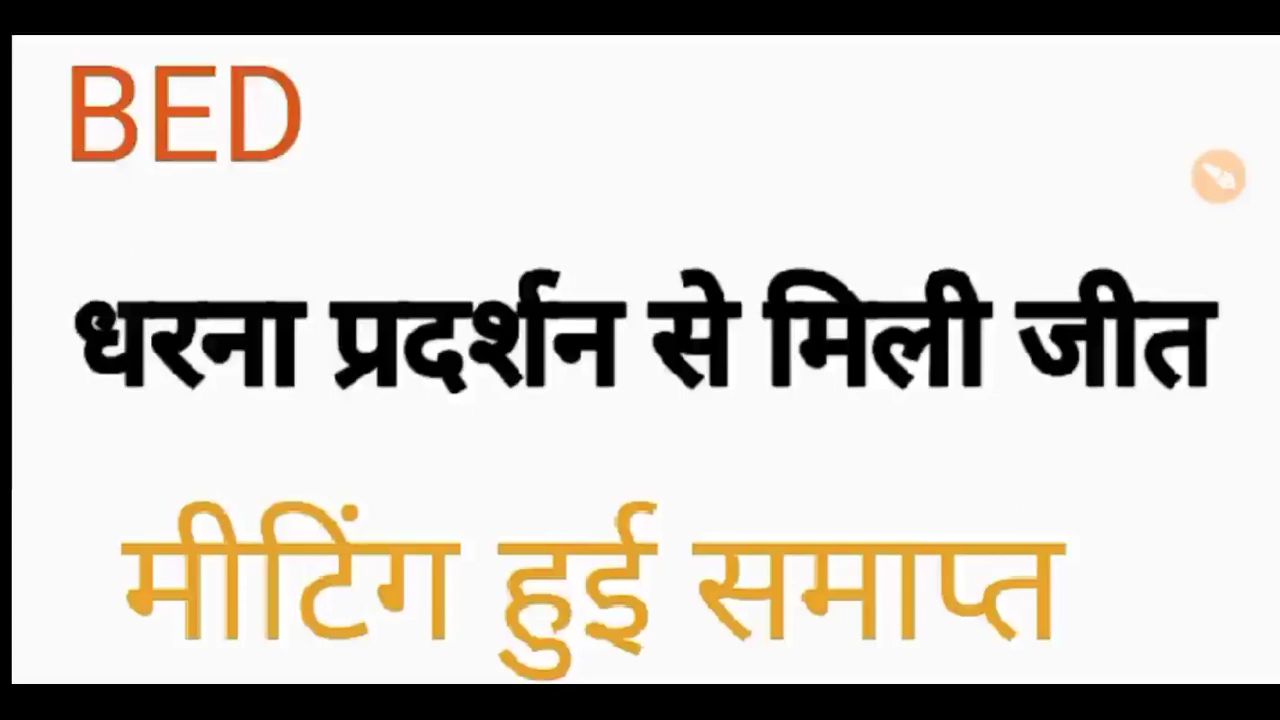 BED
धरना प्रदर्शन से मिली जीत
मीटिंग हुई समाप्त